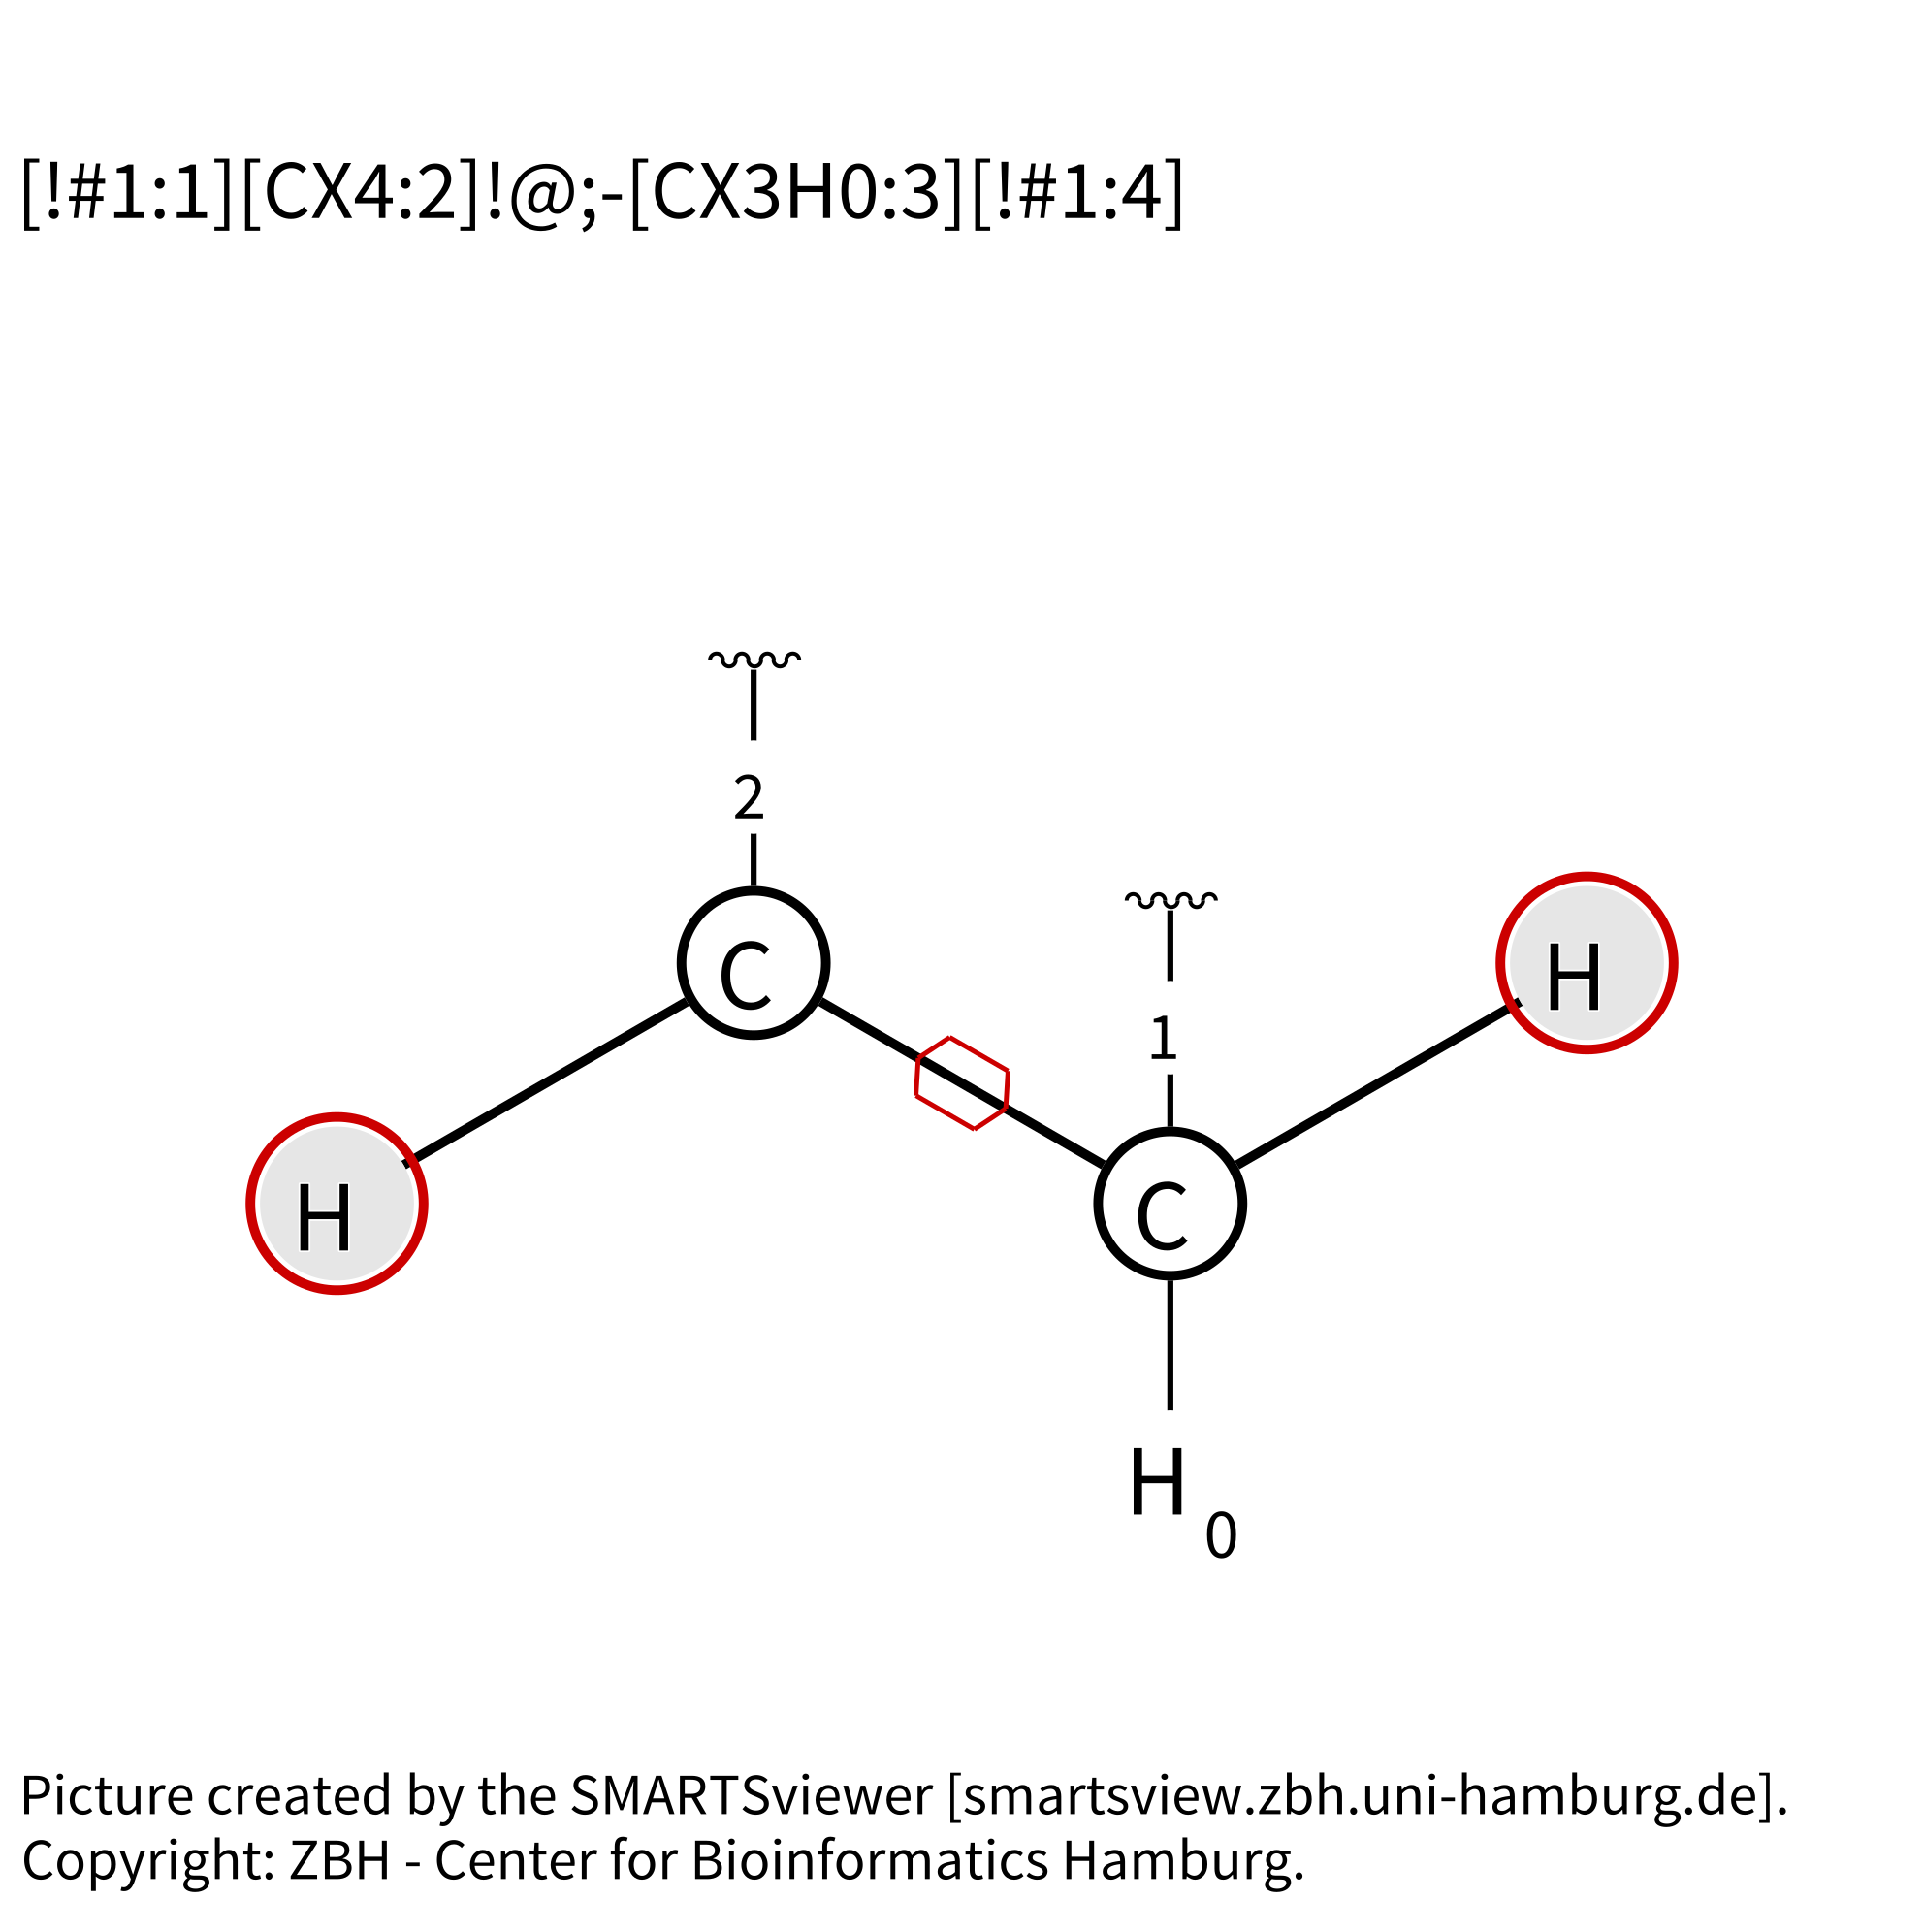 [!#1:1][CX4:2]!@;-[CX3H0:3][!#1:4]
2
1
C
H
H
C
H
0
Picture created by the SMARTSviewer [smartsview.zbh.uni-hamburg.de].
Copyright: ZBH - Center for Bioinformatics Hamburg.